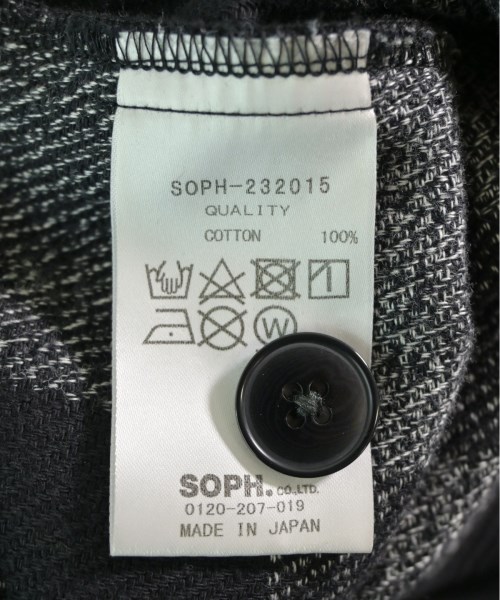 SOPH-232015
QUALITY
COTTON 100%
W
SOPH. CO.,LTD.
0120-207-019
MADE IN JAPAN